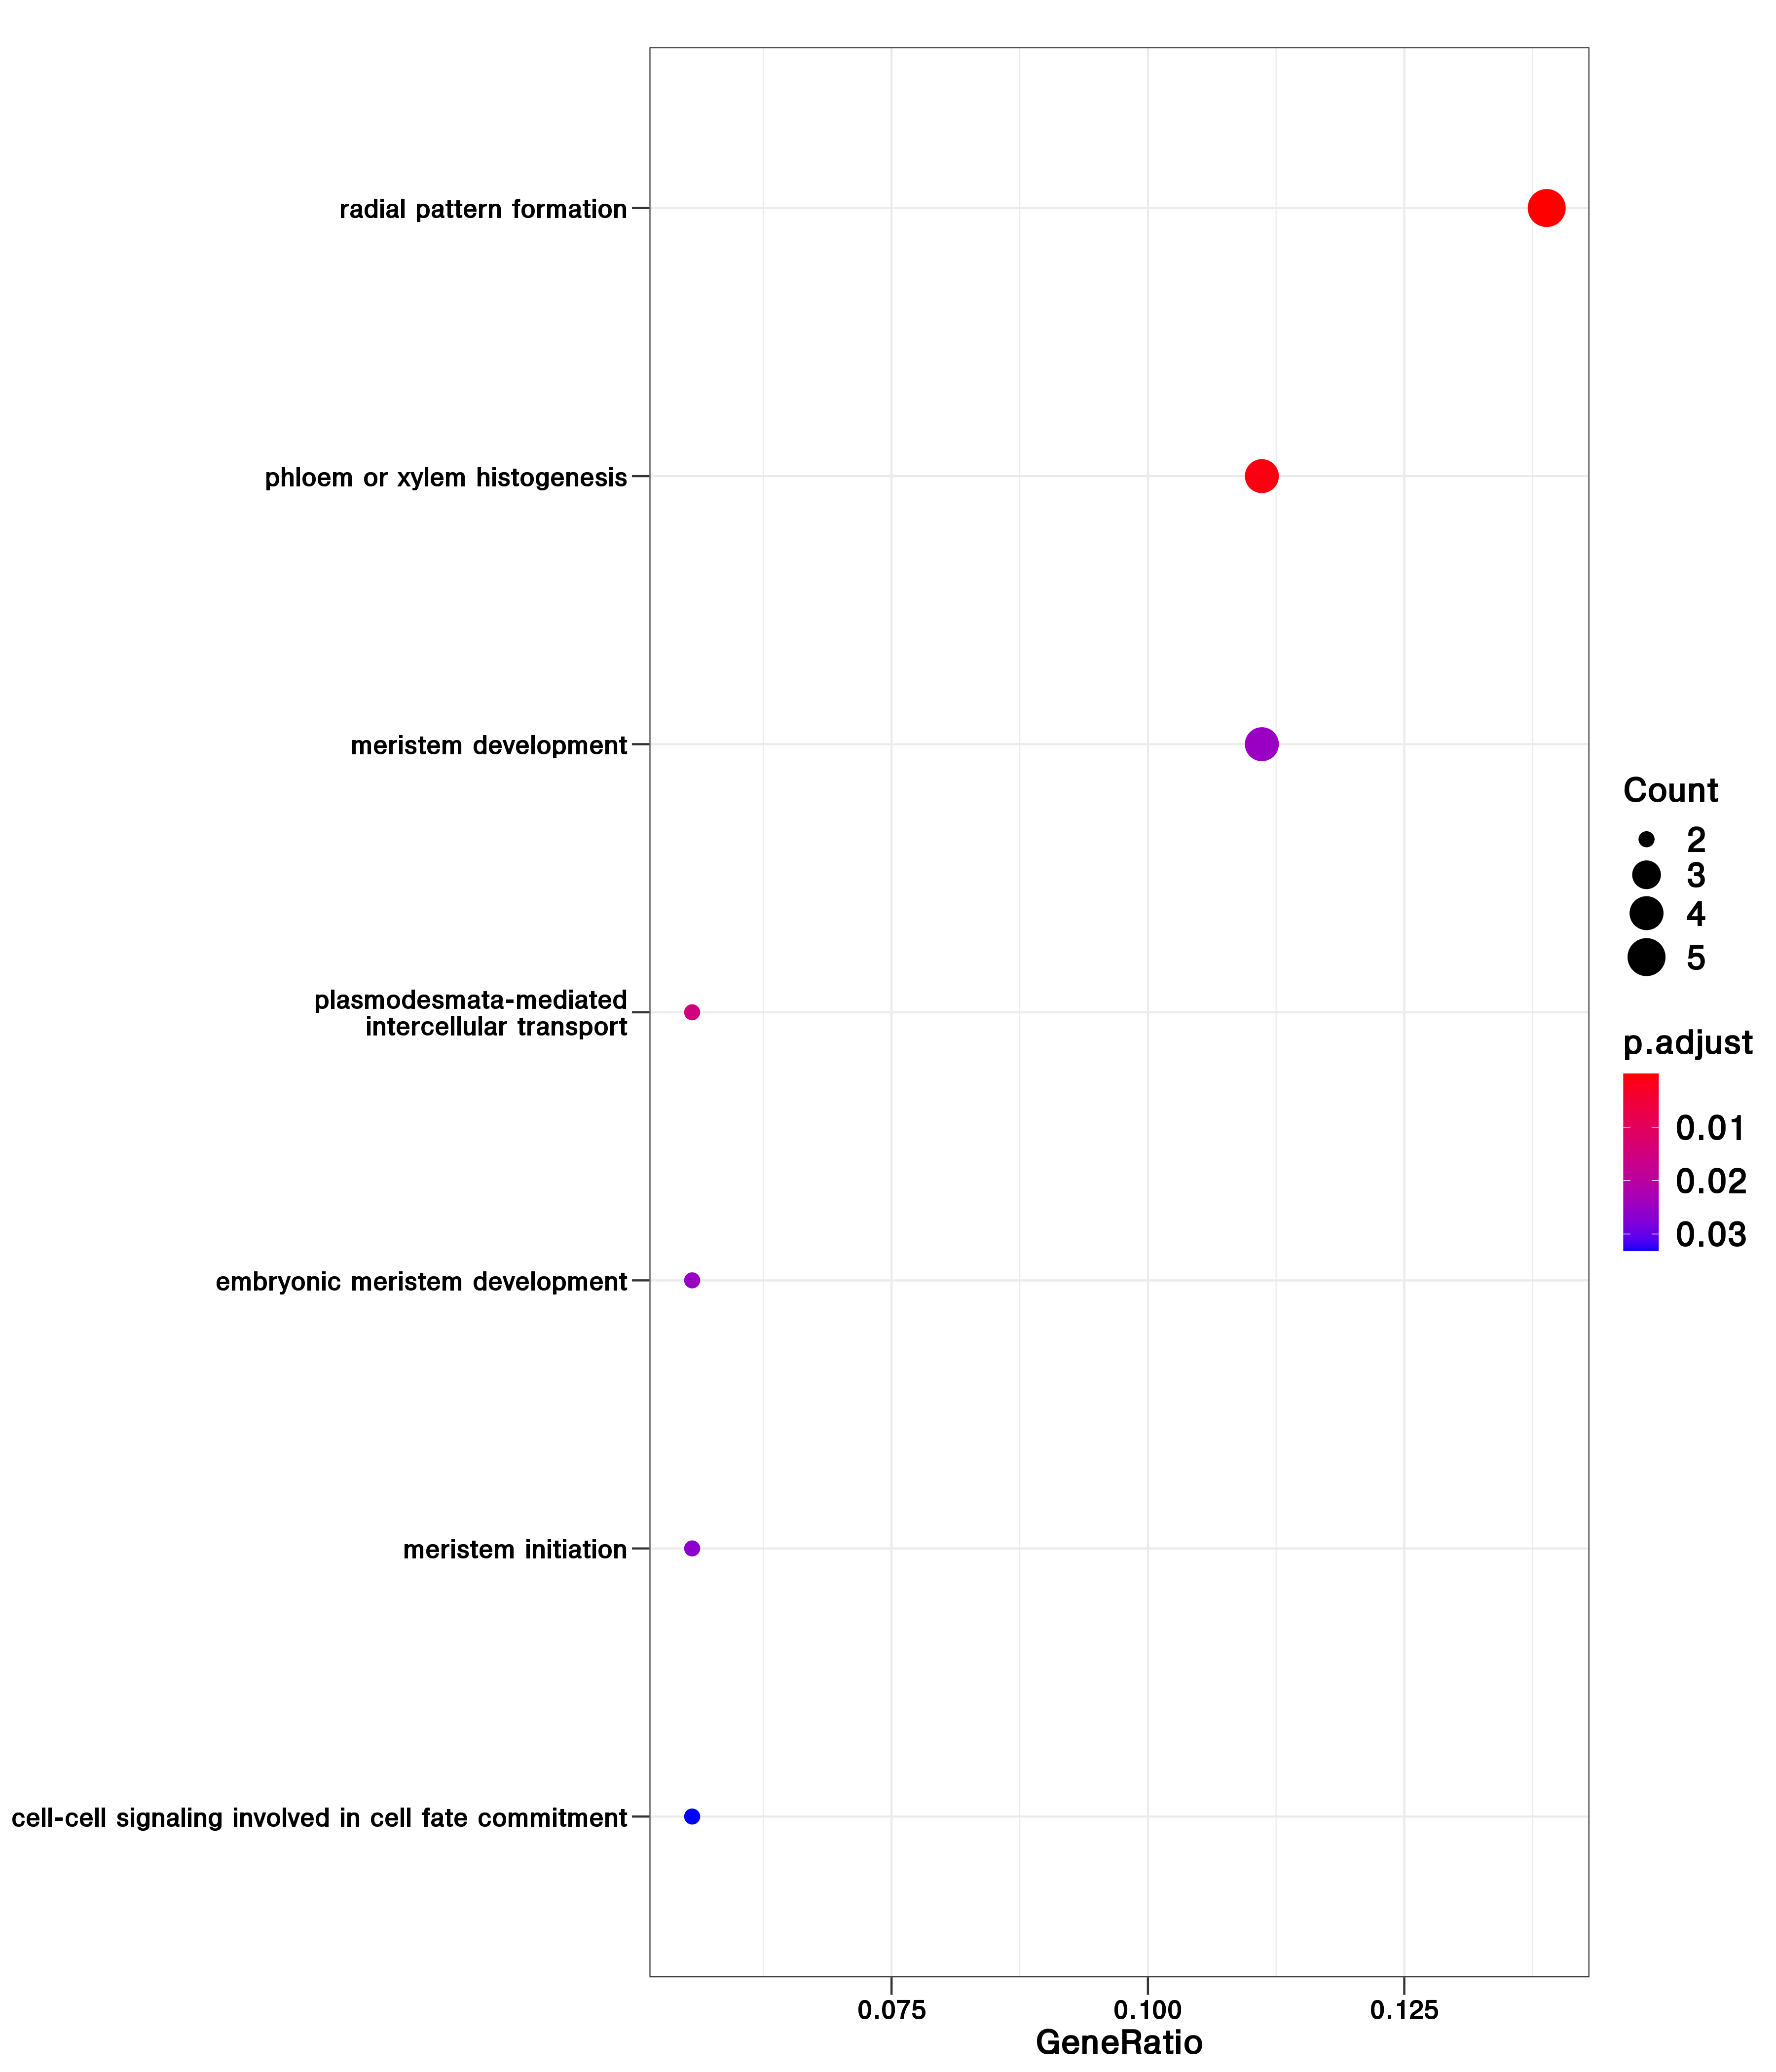 radial pattern formation
phloem or xylem histogenesis
meristem development
plasmodesmata-mediated
intercellular transport
embryonic meristem development
meristem initiation
cell-cell signaling involved in cell fate commitment
0.075
0.100
0.125
GeneRatio
Count
2
3
4
5
p.adjust
0.01
0.02
0.03